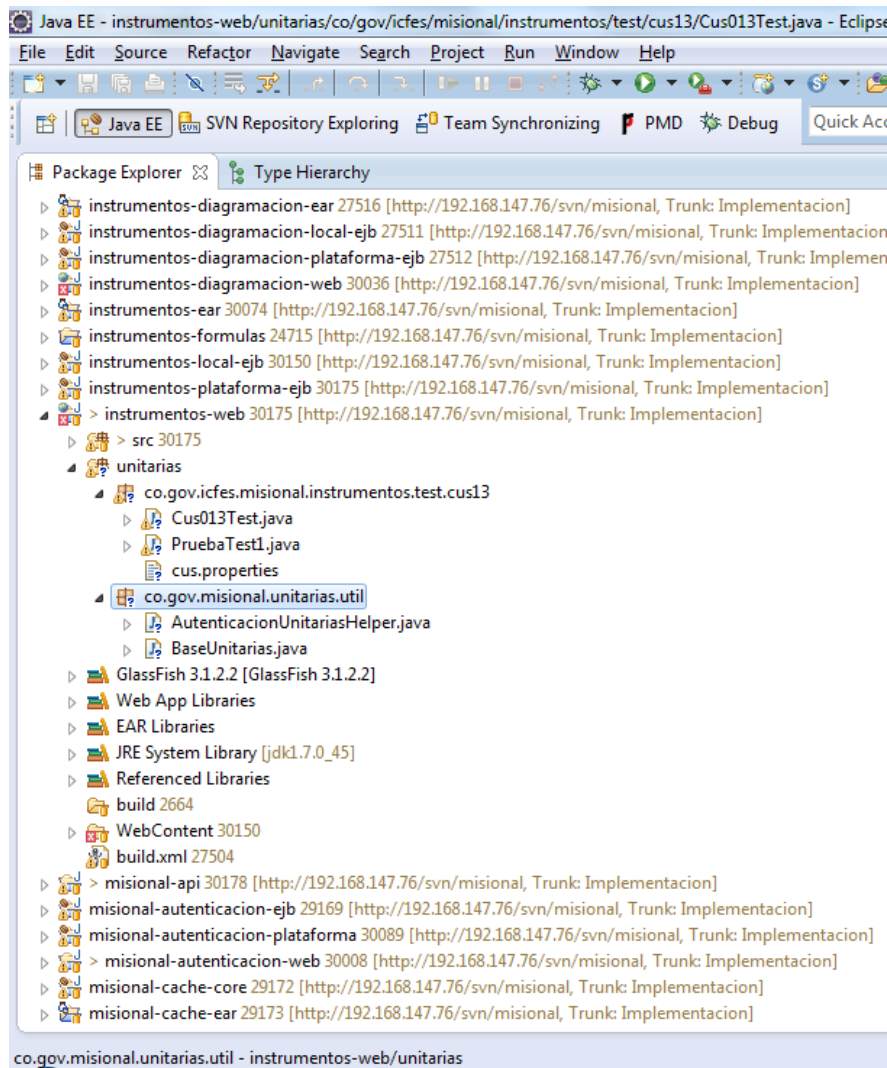 Java EE - instrumentos-web/unitarias/co/gov/icfes/misional/instrumentos/test/cus13/Cus013Test.java - Eclipse
File Edit Source Refactor Navigate Search Project Run Window Help
Java EE SVN Repository Exploring Team Synchronizing PMD Debug Quick Acc
Package Explorer Type Hierarchy
instrumentos-diagramacion-ear 27516 [http://192.168.147.76/svn/misional, Trunk: Implementacion]
instrumentos-diagramacion-local-ejb 27511 [http://192.168.147.76/svn/misional, Trunk: Implementacion
instrumentos-diagramacion-plataforma-ejb 27512 [http://192.168.147.76/svn/misional, Trunk: Implemen
instrumentos-diagramacion-web 30036 [http://192.168.147.76/svn/misional, Trunk: Implementacion]
instrumentos-ear 30074 [http://192.168.147.76/svn/misional, Trunk: Implementacion]
instrumentos-formulas 24715 [http://192.168.147.76/svn/misional, Trunk: Implementacion]
instrumentos-local-ejb 30150 [http://192.168.147.76/svn/misional, Trunk: Implementacion]
instrumentos-plataforma-ejb 30175 [http://192.168.147.76/svn/misional, Trunk: Implementacion]
> instrumentos-web 30175 [http://192.168.147.76/svn/misional, Trunk: Implementacion]
> src 30175
unitarias
co.gov.icfes.misional.instrumentos.test.cus13
Cus013Test.java
PruebaTest1.java
cus.properties
co.gov.misional.unitarias.util
AutenticacionUnitariasHelper.java
BaseUnitarias.java
GlassFish 3.1.2.2 [GlassFish 3.1.2.2]
Web App Libraries
EAR Libraries
JRE System Library [jdk1.7.0_45]
Referenced Libraries
build 2664
WebContent 30150
build.xml 27504
> misional-api 30178 [http://192.168.147.76/svn/misional, Trunk: Implementacion]
misional-autenticacion-ejb 29169 [http://192.168.147.76/svn/misional, Trunk: Implementacion]
misional-autenticacion-plataforma 30089 [http://192.168.147.76/svn/misional, Trunk: Implementacion]
> misional-autenticacion-web 30008 [http://192.168.147.76/svn/misional, Trunk: Implementacion]
misional-cache-core 29172 [http://192.168.147.76/svn/misional, Trunk: Implementacion]
misional-cache-ear 29173 [http://192.168.147.76/svn/misional, Trunk: Implementacion]
co.gov.misional.unitarias.util - instrumentos-web/unitarias